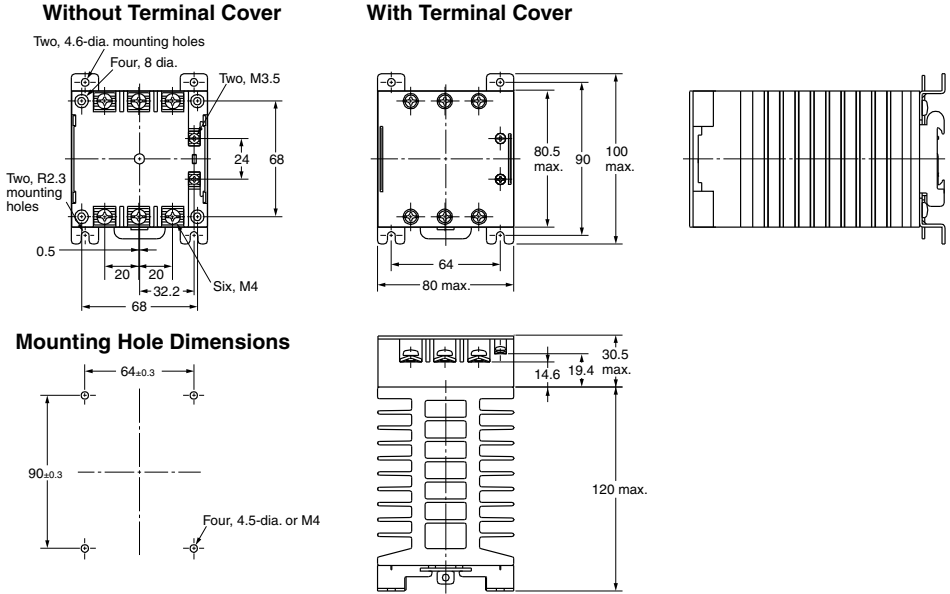 Without Terminal Cover
With Terminal Cover
Two, 4.6-dia. mounting holes
Four, 8 dia.
Two, M3.5
24
68
Two, R2.3
mounting
holes
0.5
20
20
32.2
68
Six, M4
80.5
max.
90
100
max.
64
80 max.
Mounting Hole Dimensions
64±0.3
90±0.3
Four, 4.5-dia. or M4
14.6
19.4
30.5
max.
120 max.